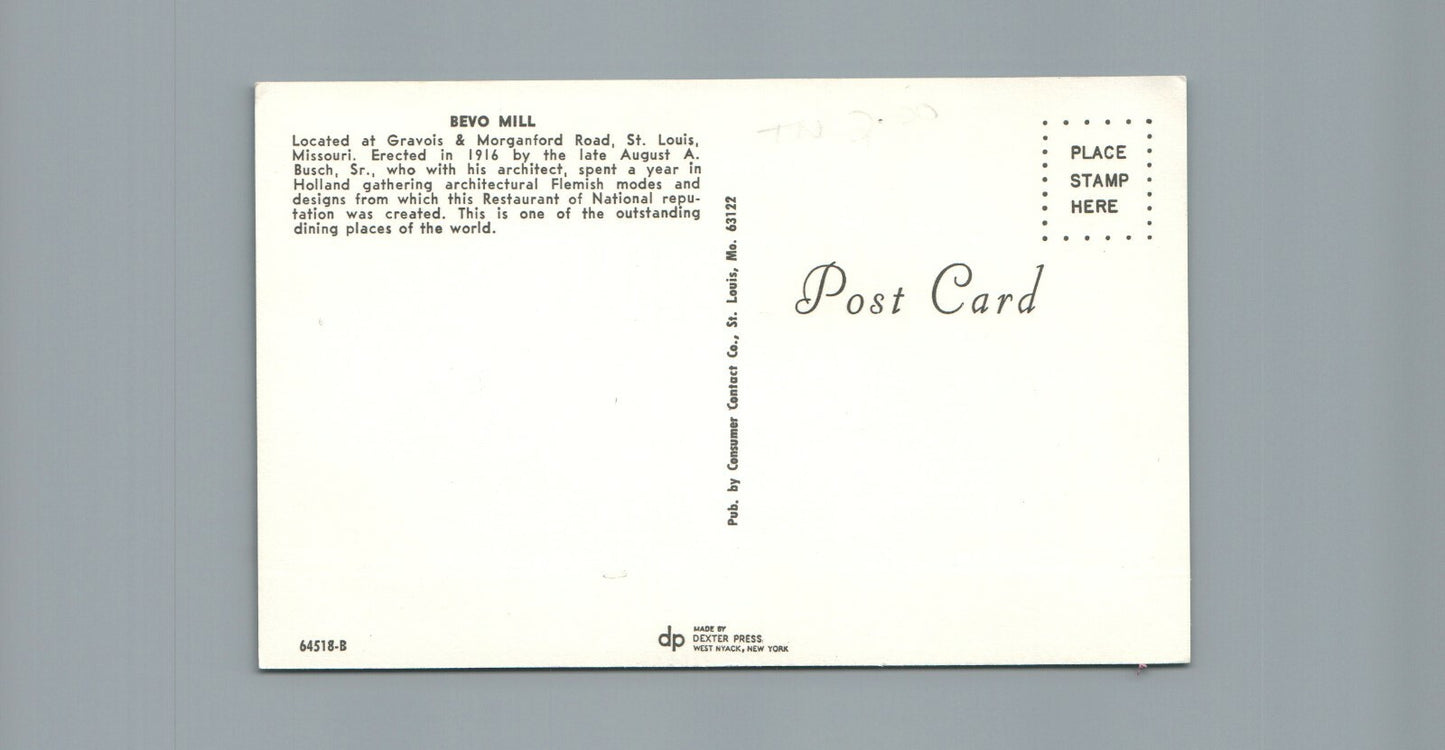 BEVO MILL
Located at Gravois & Morganford Road, St. Louis,
Missouri. Erected in 1916 by the late August A.
Busch, Sr., who with his architect, spent a year in
Holland gathering architectural Flemish modes and
designs from which this Restaurant of National repu-
tation was created. This is one of the outstanding
dining places of the world.
Pub. by Consumer Contact Co., St. Louis, Mo. 63122
PLACE
STAMP
HERE
Post Card
64518-B
dp
MADE BY
DEXTER PRESS
WEST NYACK, NEW YORK